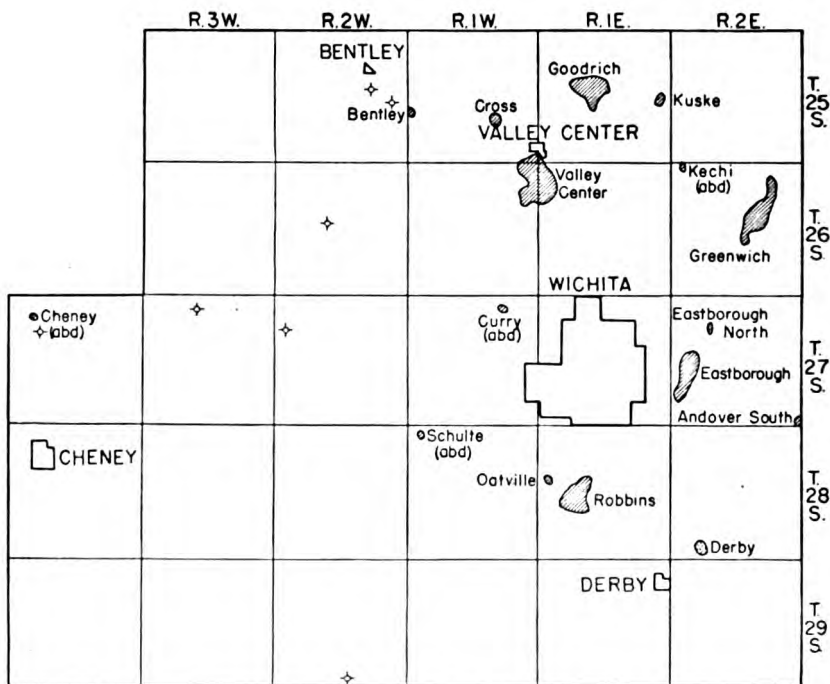 R.3W. R.2W. R.1W. R.1E. R.2E.
BENTLEY
Goodrich
T.
25
S.
Kuske
Bentley
Cross
VALLEY CENTER
Valley
Center
Kechi
(abd)
T.
26
S.
Greenwich
WICHITA
Cheney
(abd)
Curry
(abd)
Eastborough
North
T.
27
S.
Eastborough
Andover South
CHENEY
Schulte
(abd)
Oatville
Robbins
T.
28
S.
Derby
DERBY
T.
29
S.